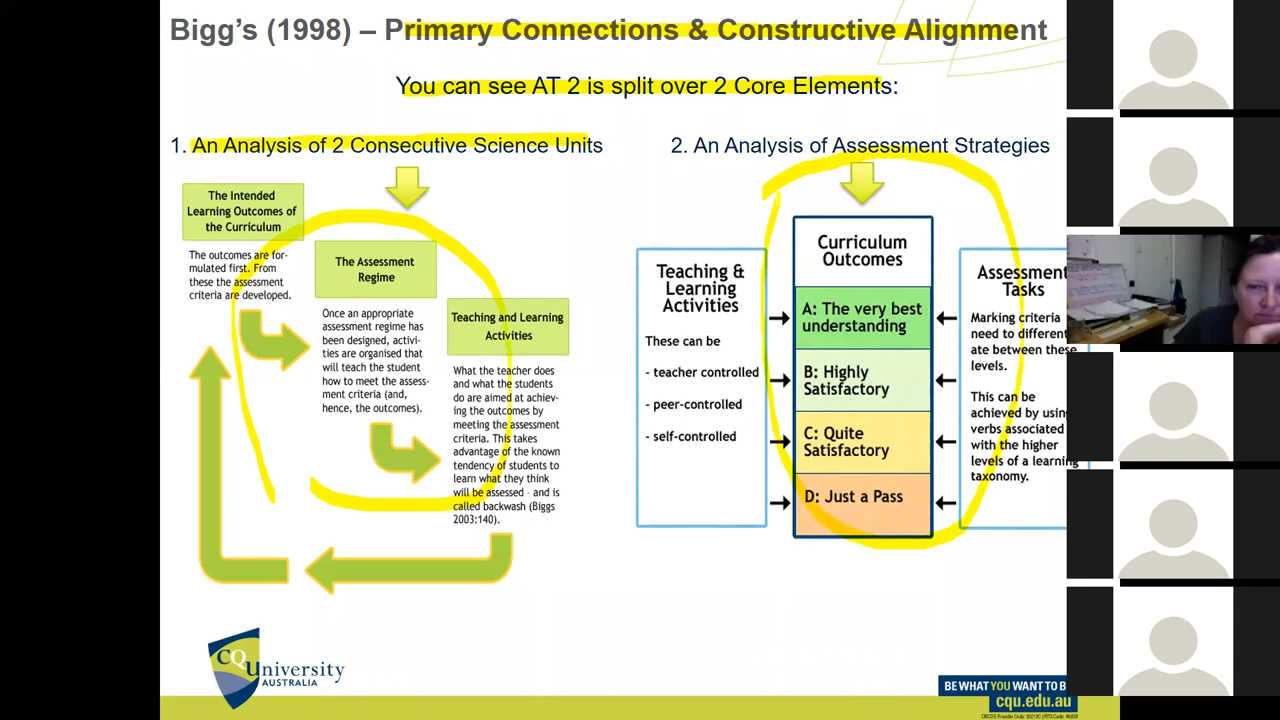 Bigg's (1998) – Primary Connections & Constructive Alignment
You can see AT 2 is split over 2 Core Elements:
1. An Analysis of 2 Consecutive Science Units
The Intended
Learning Outcomes of
the Curriculum
The outcomes are for-
mulated first. From
these the assessment
criteria are developed.
The Assessment
Regime
Once an appropriate
assessment regime has
been designed, activi-
ties are organised that
will teach the student
how to meet the assess-
ment criteria (and,
hence, the outcomes).
Teaching and Learning
Activities
What the teacher does
and what the students
do are aimed at achiev-
ing the outcomes by
meeting the assessment
criteria. This takes
advantage of the known
tendency of students to
learn what they think
will be assessed - and is
called backwash (Biggs
2003:140).
2. An Analysis of Assessment Strategies
Teaching &
Learning
Activities
These can be
- teacher controlled
- peer-controlled
- self-controlled
Curriculum
Outcomes
A: The very best
understanding
B: Highly
Satisfactory
C: Quite
Satisfactory
D: Just a Pass
Assessment
Tasks
Marking criteria
need to different
ate between these
levels.
This can be
achieved by using
verbs associated
with the higher
levels of a learning
taxonomy.
CQUniversity
AUSTRALIA
BE WHAT YOU WANT TO B
cqu.edu.au